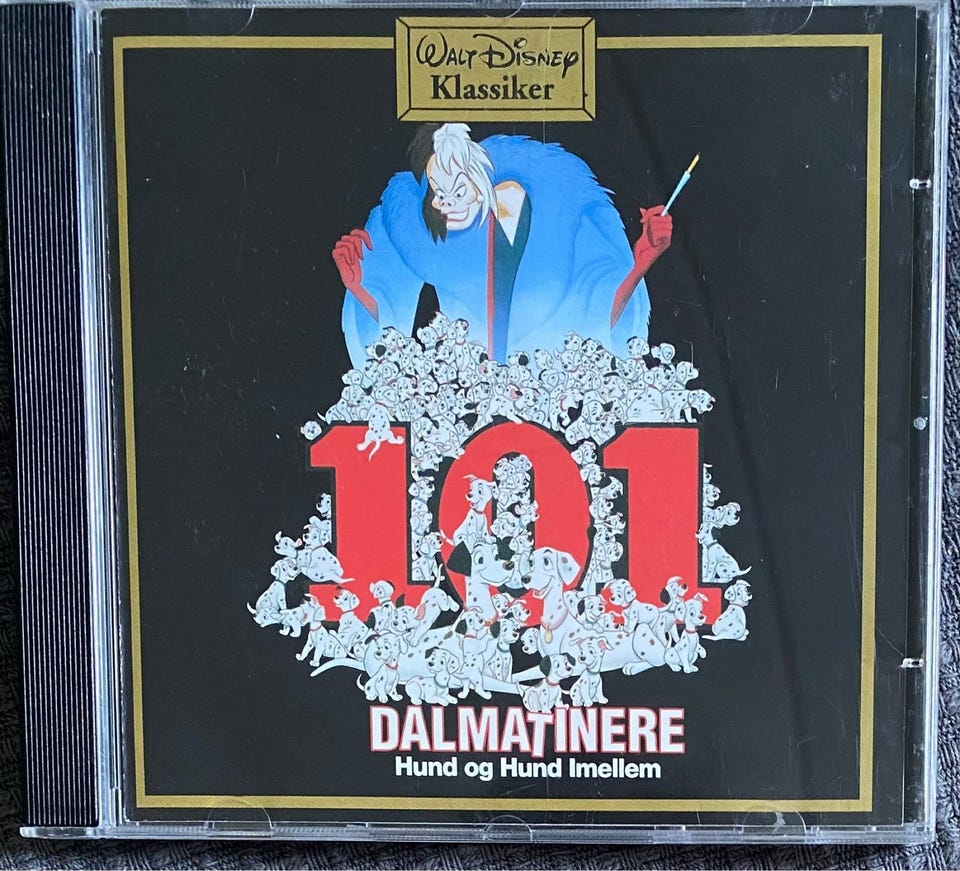 Walt Disney
Klassiker
101
DALMATINERE
Hund og Hund Imellem